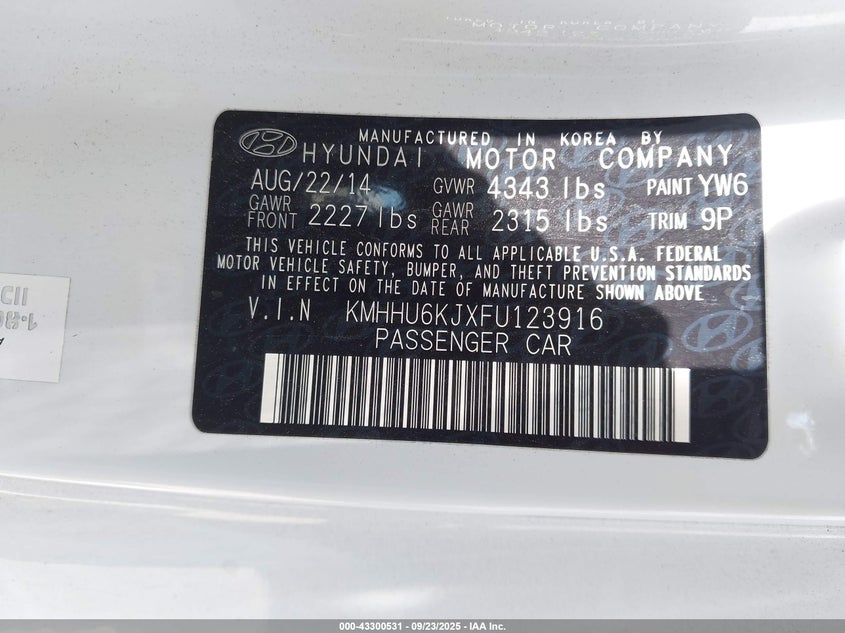 MANUFACTURED IN KOREA BY
HYUNDAI MOTOR COMPANY
AUG/22/14 GVWR 4343 lbs PAINT YW6
GAWR FRONT 2227 lbs GAWR REAR 2315 lbs TRIM 9P
THIS VEHICLE CONFORMS TO ALL APPLICABLE U.S.A. FEDERAL
MOTOR VEHICLE SAFETY, BUMPER, AND THEFT PREVENTION STANDARDS
IN EFFECT ON THE DATE OF MANUFACTURE SHOWN ABOVE
V.I.N KMHHU6KJXFU123916
PASSENGER CAR
000-43300531 - 09/23/2025 - IAA Inc.